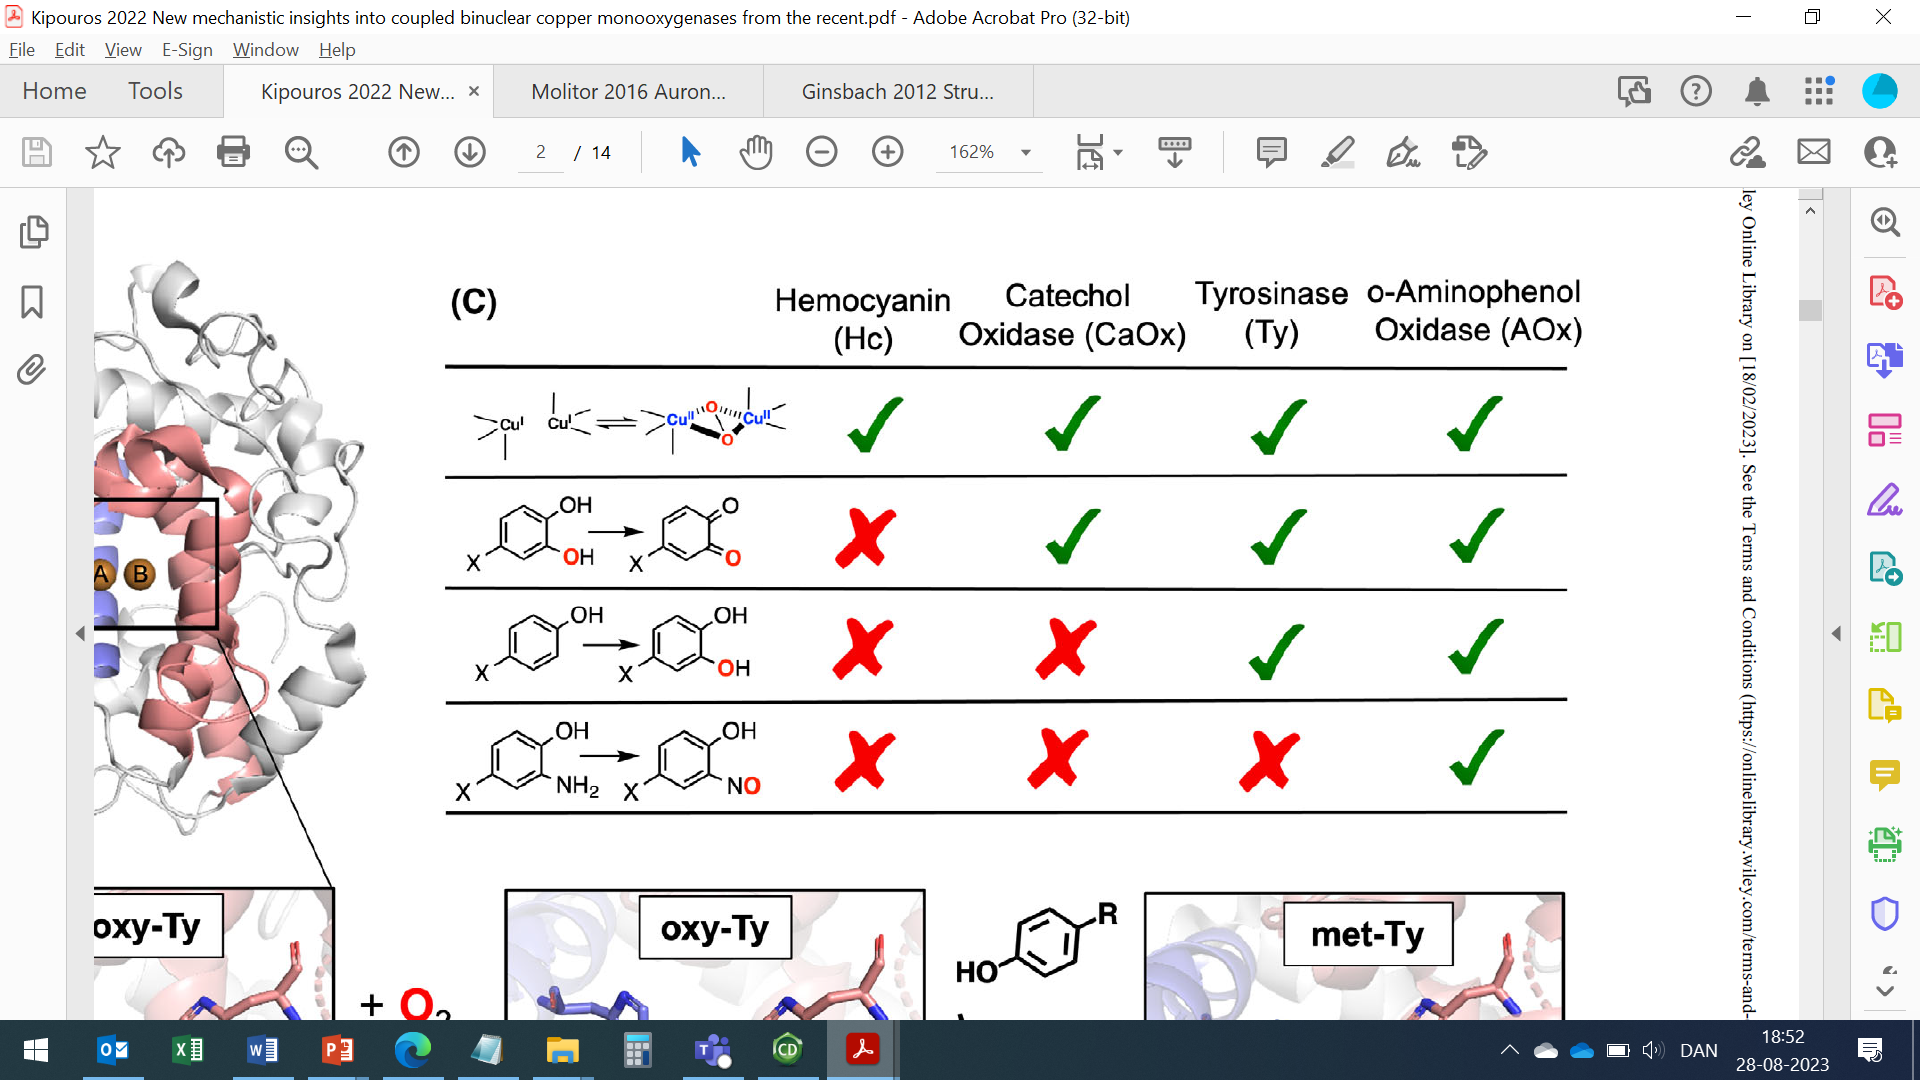 Kipouros 2022 New mechanistic insights into coupled binuclear copper monooxygenases from the recent.pdf - Adobe Acrobat Pro (32-bit)
File Edit View E-Sign Window Help
Home Tools Kipouros 2022 New... Molitor 2016 Auron... Ginsbach 2012 Stru...
2 / 14 162%
(C)
Hemocyanin (Hc)
Catechol Oxidase (CaOx)
Tyrosinase (Ty)
o-Aminophenol Oxidase (AOx)
CuI CuI CuII O O CuII
OH OH X O O X
OH X OH OH X
OH NH2 X OH NO X
A B
oxy-Ty
+ O2
oxy-Ty
HO R
met-Ty
ley Online Library on [18/02/2023]. See the Terms and Conditions (https://onlinelibrary.wiley.com/terms-and-
DAN
18:52
28-08-2023